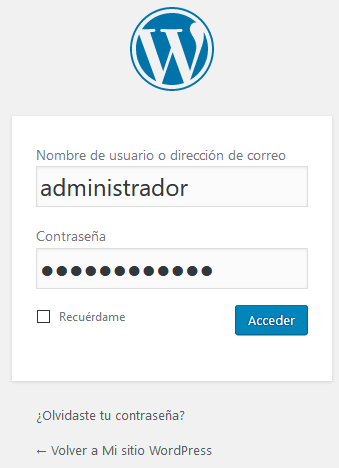 Nombre de usuario o dirección de correo
administrador
Contraseña
●●●●●●●●●●●●
Recuérdame
Acceder
¿Olvidaste tu contraseña?
← Volver a Mi sitio WordPress